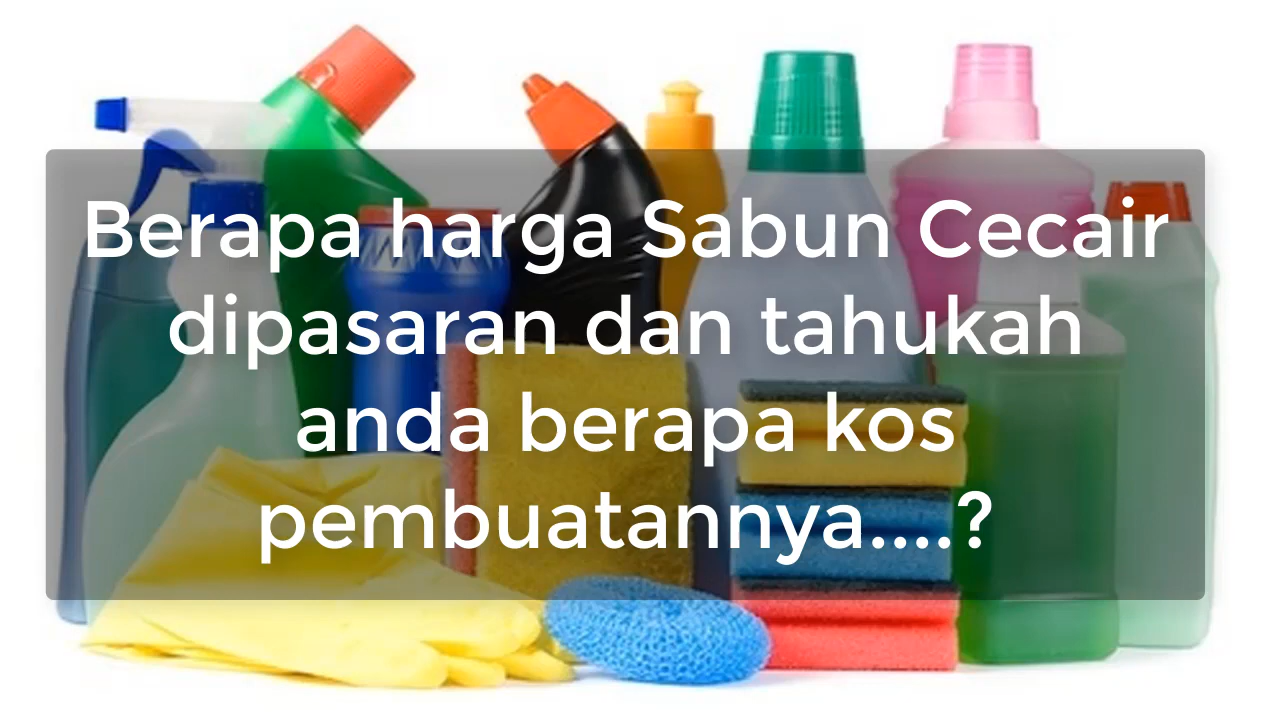 Berapa harga Sabun Cecair
dipasaran dan tahukah
anda berapa kos
pembuatannya....?